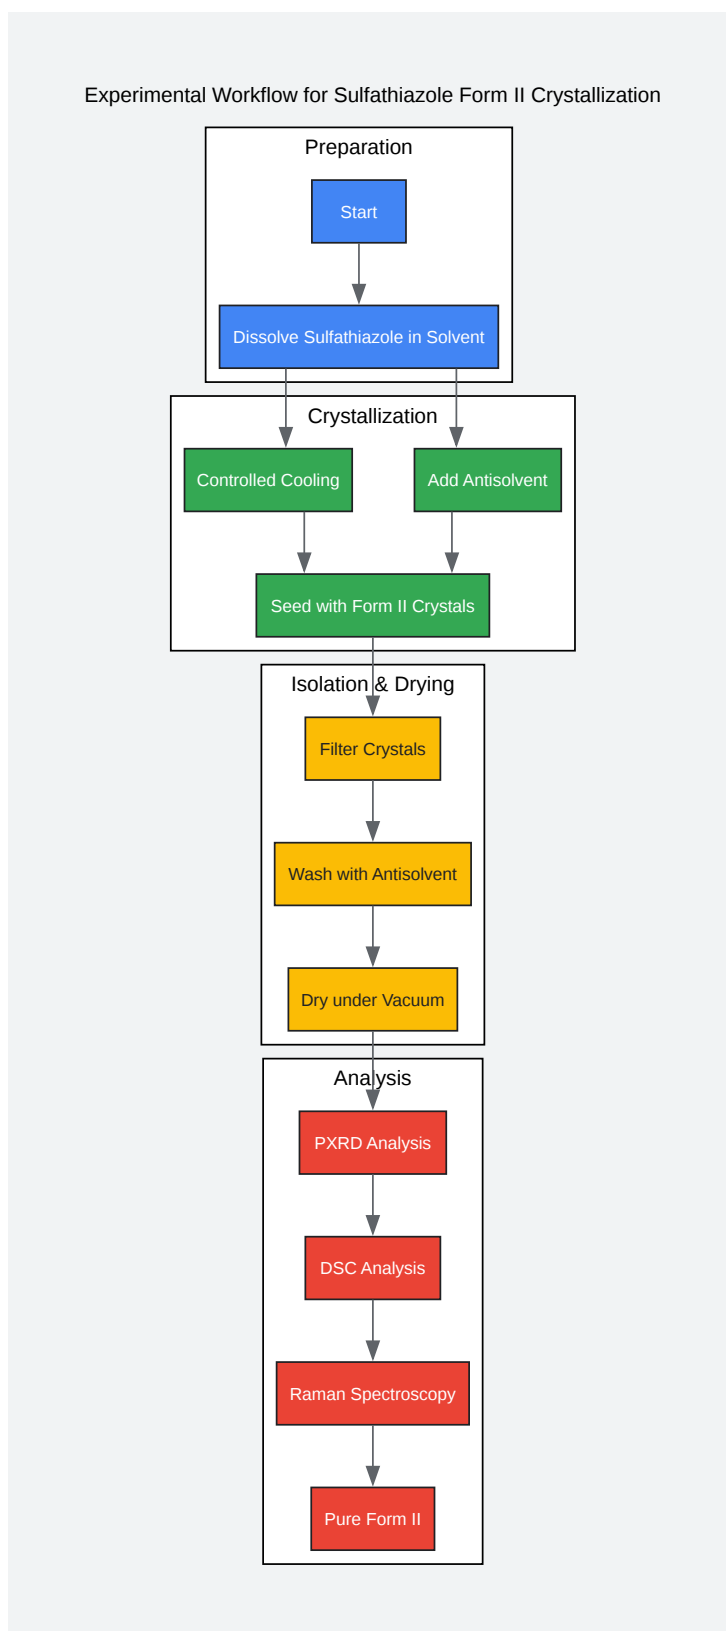 Experimental Workflow for Sulfathiazole Form II Crystallization
Preparation
Start
Dissolve Sulfathiazole in Solvent
Crystallization
Controlled Cooling
Add Antisolvent
Seed with Form II Crystals
Isolation & Drying
Filter Crystals
Wash with Antisolvent
Dry under Vacuum
Analysis
PXRD Analysis
DSC Analysis
Raman Spectroscopy
Pure Form II